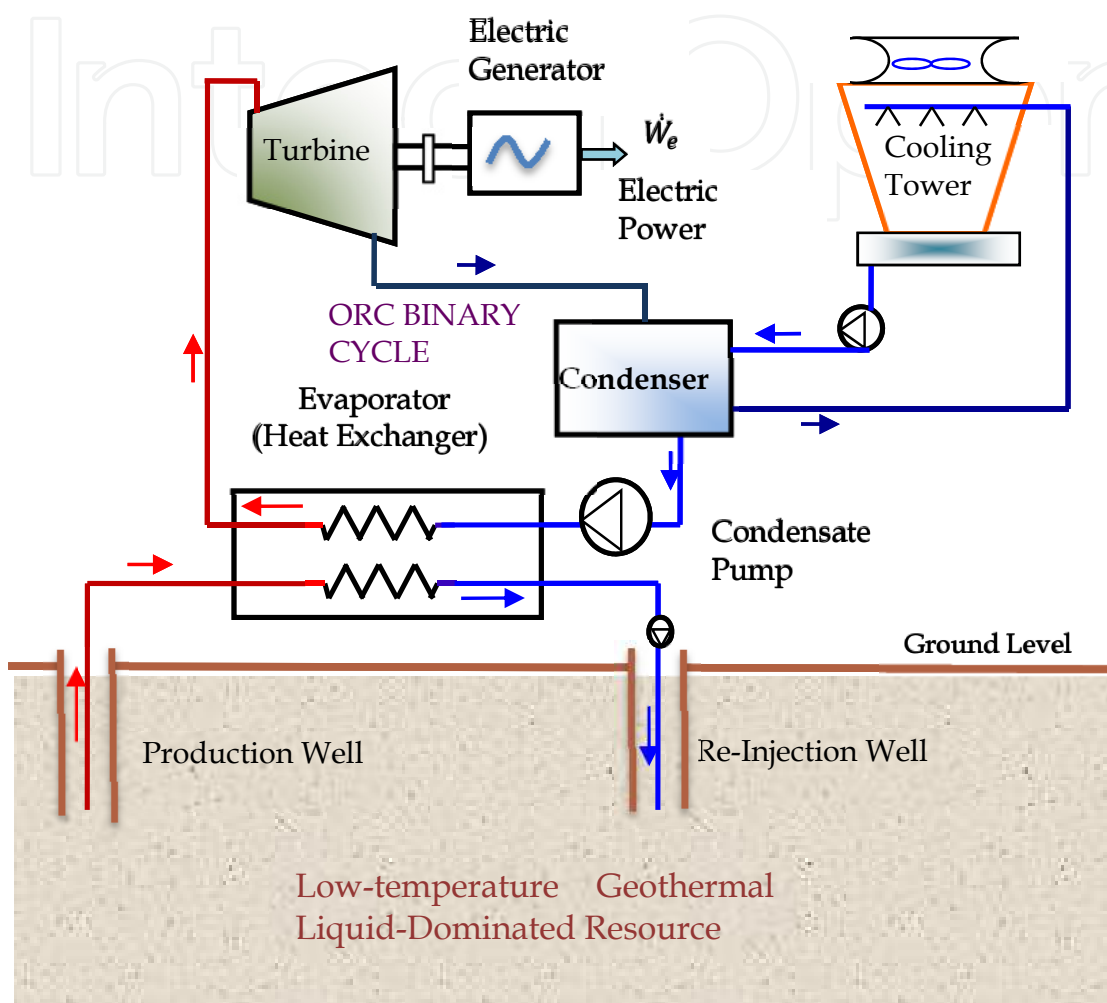 Electric
Generator
Turbine
Ẇe
Electric
Power
Cooling
Tower
ORC BINARY
CYCLE
Condenser
Evaporator
(Heat Exchanger)
Condensate
Pump
Ground Level
Production Well
Re-Injection Well
Low-temperature Geothermal
Liquid-Dominated Resource